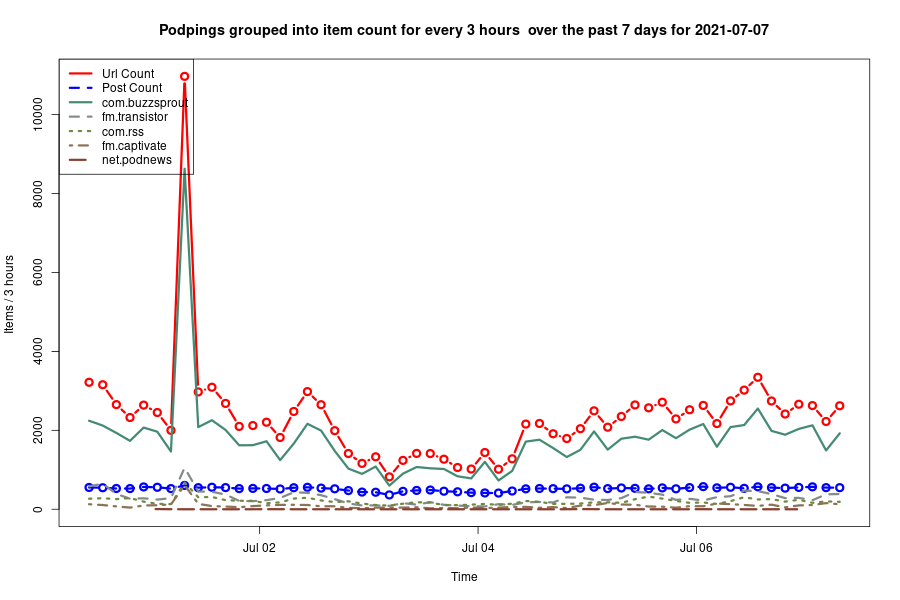 Podpings grouped into item count for every 3 hours  over the past 7 days for 2021-07-07
Url Count
Post Count
com.buzzsprout
fm.transistor
com.rss
fm.captivate
net.podnews
Items / 3 hours
10000
8000
6000
4000
2000
0
Jul 02
Jul 04
Jul 06
Time